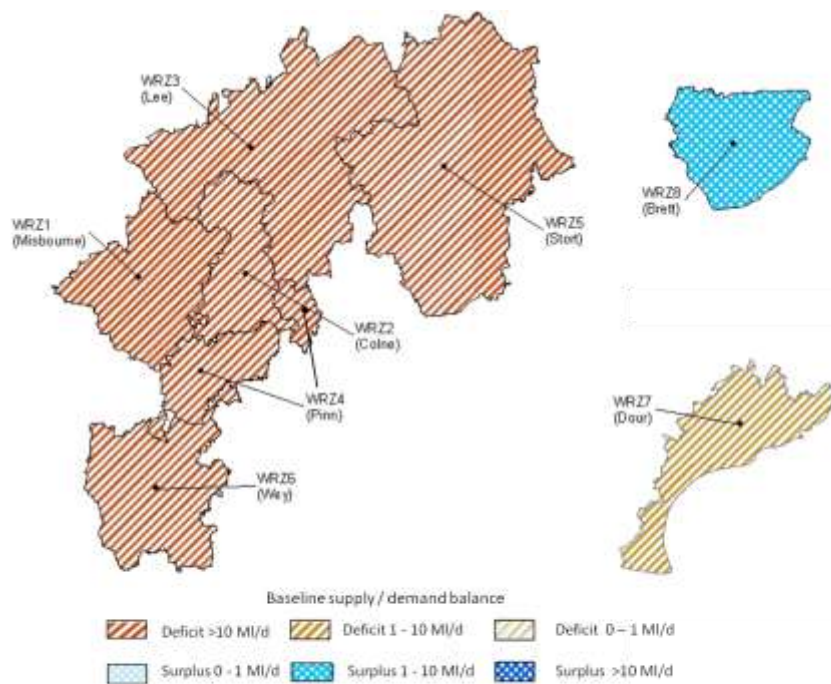 WRZ3
(Lee)
WRZ8
(Brett)
WRZ1
(Misbourne)
WRZ5
(Stort)
WRZ2
(Colne)
WRZ4
(Pinn)
WRZ7
(Dour)
WRZ6
(Wey)
Baseline supply / demand balance
Deficit >10 Ml/d
Deficit 1 - 10 Ml/d
Deficit 0 – 1 Ml/d
Surplus 0 - 1 Ml/d
Surplus 1 - 10 Ml/d
Surplus >10 Ml/d